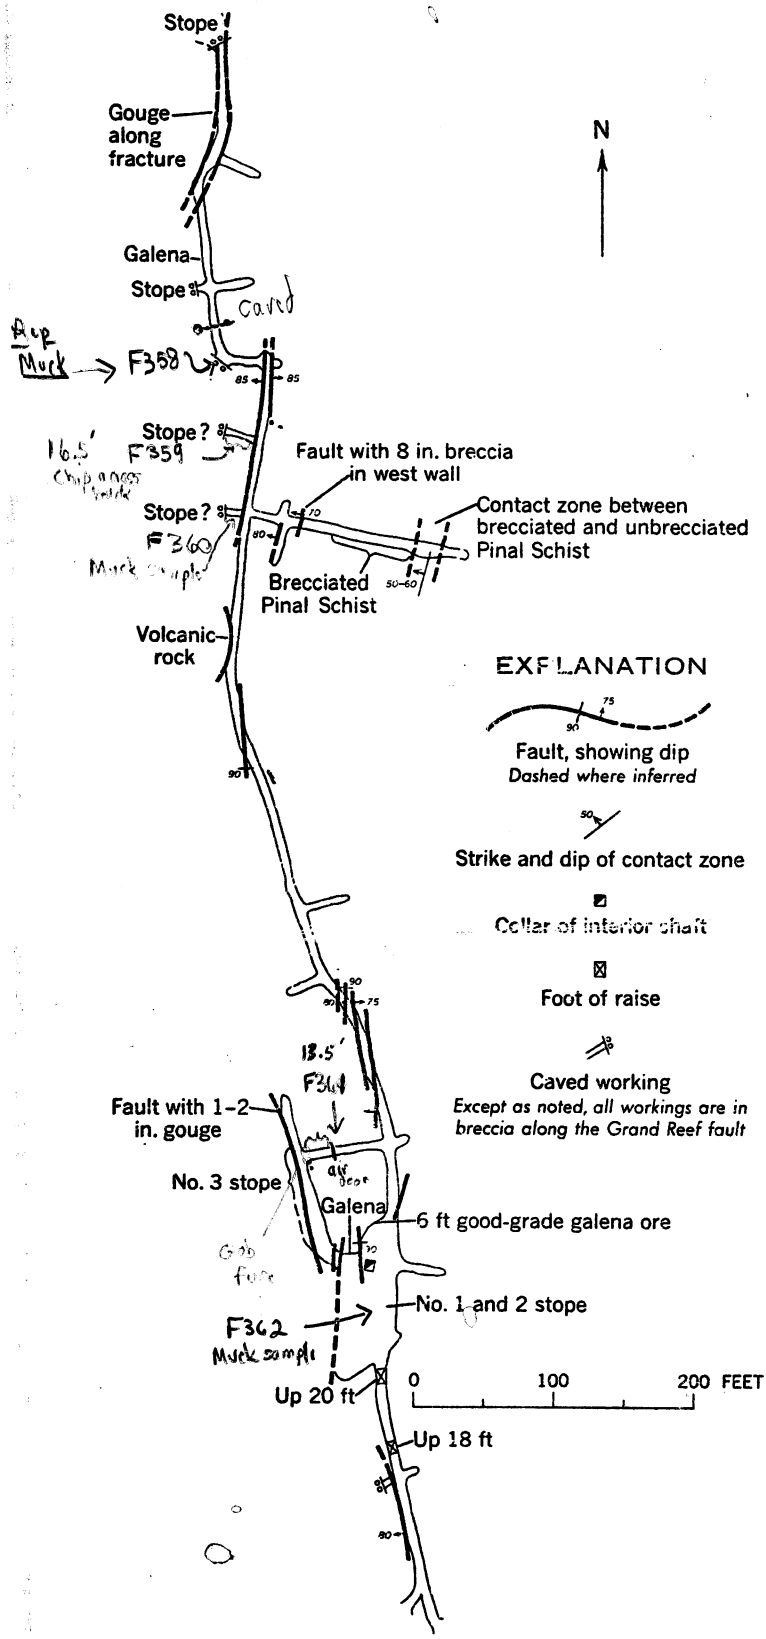 Stope
Gouge
along
fracture
N
Galena
Stope
Caved
Muck
F358
85
85
Stope?
16.5'
F359
Fault with 8 in. breccia
in west wall
Stope?
70
80
F360
Muck sample
Contact zone between
brecciated and unbrecciated
Pinal Schist
50-60
Brecciated
Pinal Schist
Volcanic
rock
90
EXPLANATION
75
90
Fault, showing dip
Dashed where inferred
50
Strike and dip of contact zone
Collar of interior shaft
Foot of raise
Caved working
Except as noted, all workings are in
breccia along the Grand Reef fault
90
80
75
13.5'
F361
Fault with 1-2
in. gouge
No. 3 stope
air
door
Galena
6 ft good-grade galena ore
70
No. 1 and 2 stope
F362
Muck sample
Up 20 ft
0 100 200 FEET
Up 18 ft
80